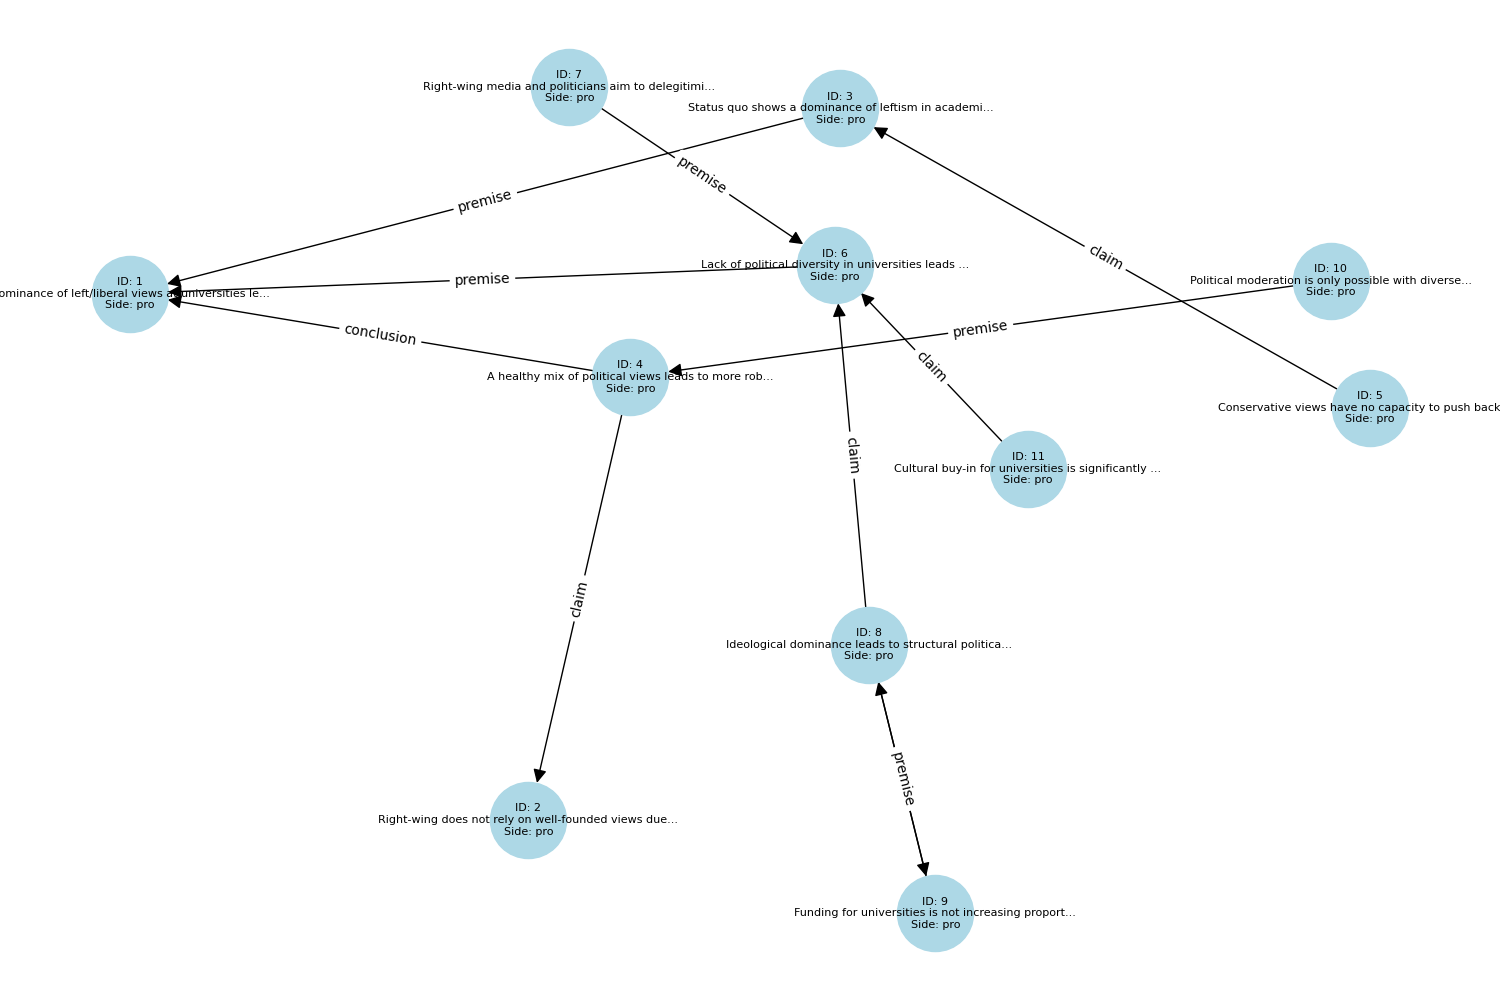 ID: 7
Right-wing media and politicians aim to delegitimi...
Side: pro
ID: 3
Status quo shows a dominance of leftism in academi...
Side: pro
premise
premise
ID: 6
Lack of political diversity in universities leads ...
Side: pro
claim
ID: 10
Political moderation is only possible with diverse...
Side: pro
ID: 1
ominance of left/liberal views universities le...
Side: pro
premise
conclusion
premise
ID: 4
A healthy mix of political views leads to more rob...
Side: pro
claim
ID: 5
Conservative views have no capacity to push back
Side: pro
claim
ID: 11
Cultural buy-in for universities is significantly ...
Side: pro
claim
ID: 8
Ideological dominance leads to structural politica...
Side: pro
premise
ID: 2
Right-wing does not rely on well-founded views due...
Side: pro
ID: 9
Funding for universities is not increasing proport...
Side: pro